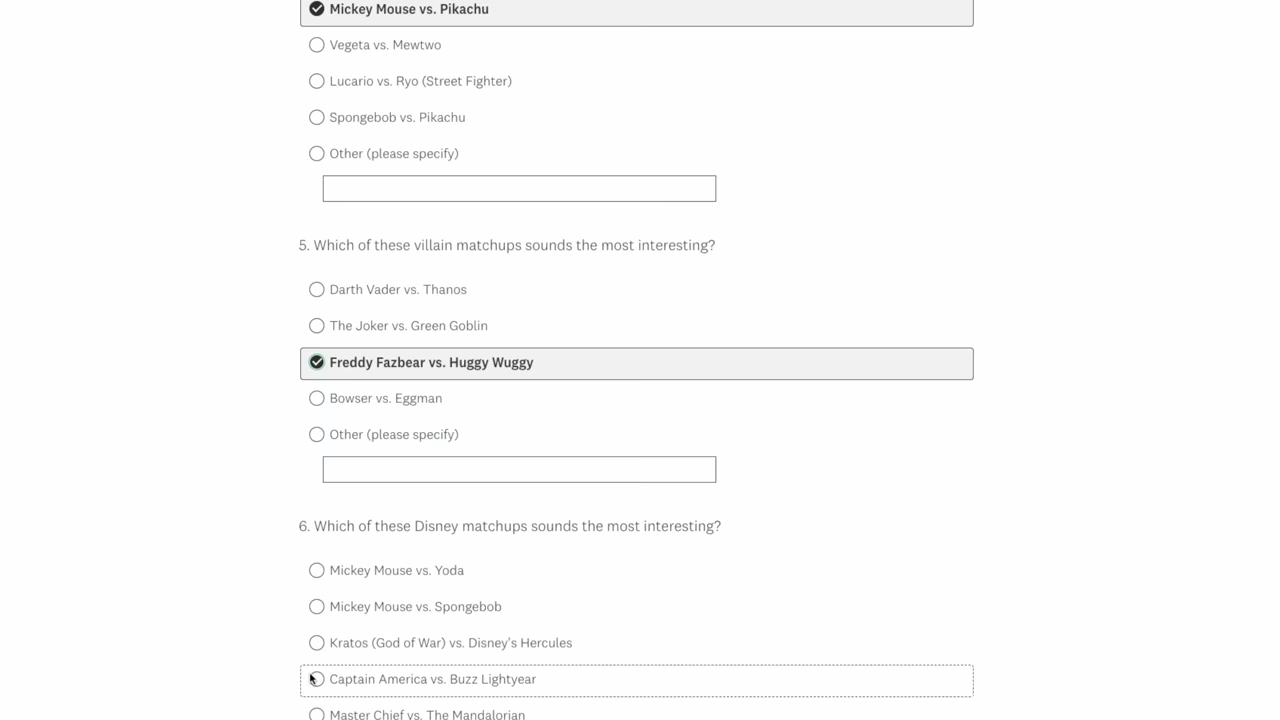 Mickey Mouse vs. Pikachu
Vegeta vs. Mewtwo
Lucario vs. Ryo (Street Fighter)
Spongebob vs. Pikachu
Other (please specify)
5. Which of these villain matchups sounds the most interesting?
Darth Vader vs. Thanos
The Joker vs. Green Goblin
Freddy Fazbear vs. Huggy Wuggy
Bowser vs. Eggman
Other (please specify)
6. Which of these Disney matchups sounds the most interesting?
Mickey Mouse vs. Yoda
Mickey Mouse vs. Spongebob
Kratos (God of War) vs. Disney's Hercules
Captain America vs. Buzz Lightyear
Master Chief vs. The Mandalorian